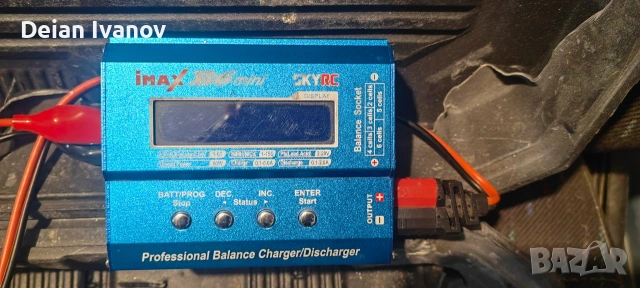 Deian Ivanov
iMAX B6 mini
SKYRC
DISPLAY
Balance Socket
2 cells
3 cells
4 cells
5 cells
6 cells
BATT/PROG
Stop
DEC.
Status
INC.
ENTER
Start
OUTPUT
Professional Balance Charger/Discharger
BAZAR